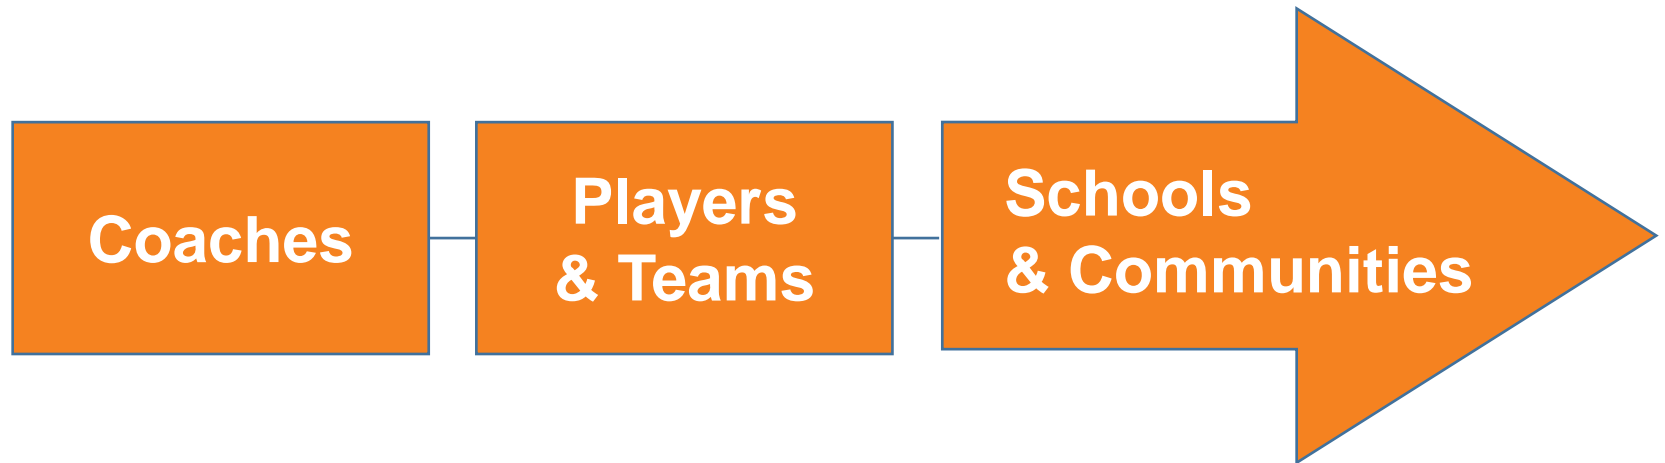 Coaches
Players
& Teams
Schools
& Communities